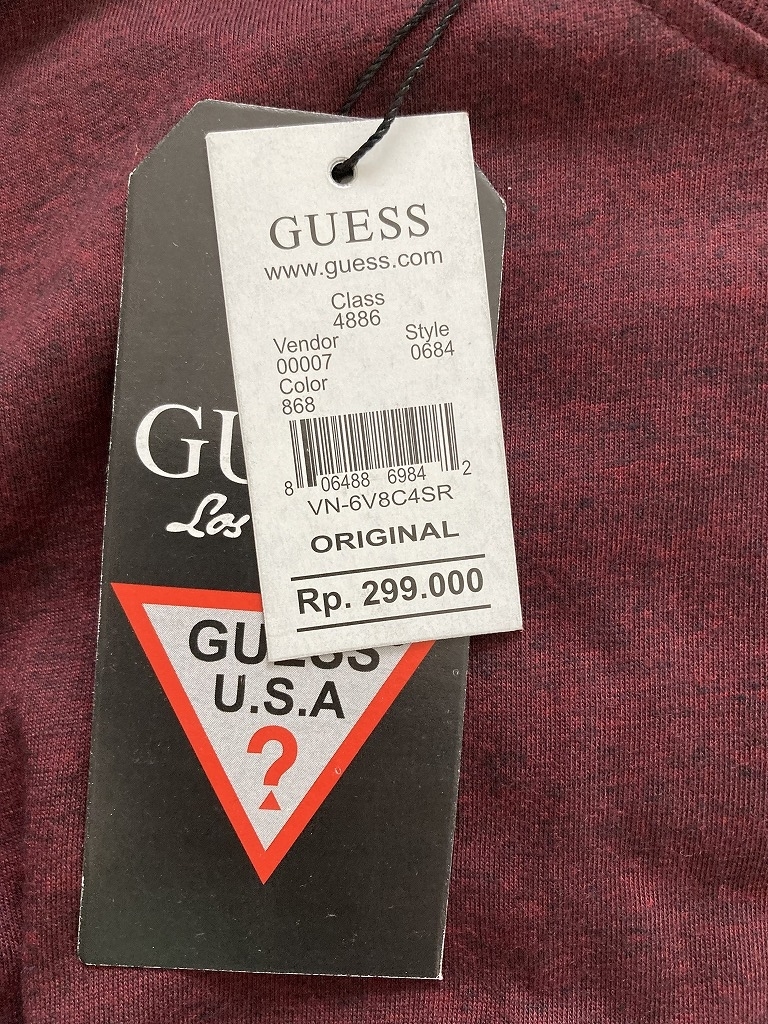 GUESS
www.guess.com
Class
4886
Vendor Style
00007 0684
Color
868
8 06488 6984 2
VN-6V8C4SR
ORIGINAL
Rp. 299.000
GU
Los
GUESS
U.S.A
?